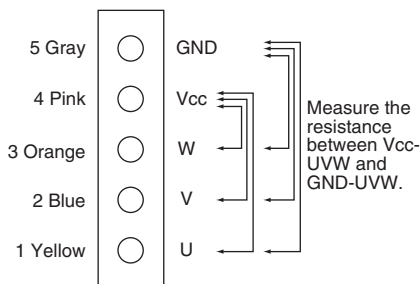 5 Gray GND
4 Pink Vcc
3 Orange W
2 Blue V
1 Yellow U
Measure the
resistance
between Vcc-
UVW and
GND-UVW.